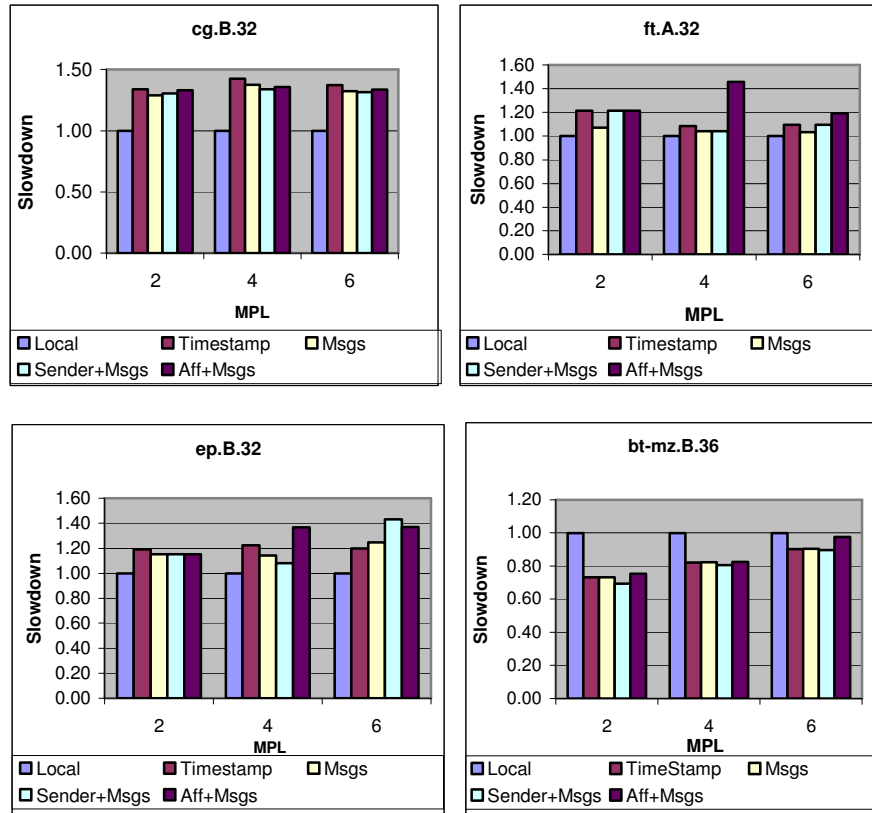 cg.B.32
1.50
1.00
0.50
0.00
Slowdown
2 4 6
MPL
Local Timestamp Msgs
Sender+Msgs Aff+Msgs
ft.A.32
1.60
1.40
1.20
1.00
0.80
0.60
0.40
0.20
0.00
Slowdown
2 4 6
MPL
Local Timestamp Msgs
Sender+Msgs Aff+Msgs
ep.B.32
1.60
1.40
1.20
1.00
0.80
0.60
0.40
0.20
0.00
Slowdown
2 4 6
MPL
Local Timestamp Msgs
Sender+Msgs Aff+Msgs
bt-mz.B.36
1.20
1.00
0.80
0.60
0.40
0.20
0.00
Slowdown
2 4 6
MPL
Local TimeStamp Msgs
Sender+Msgs Aff+Msgs